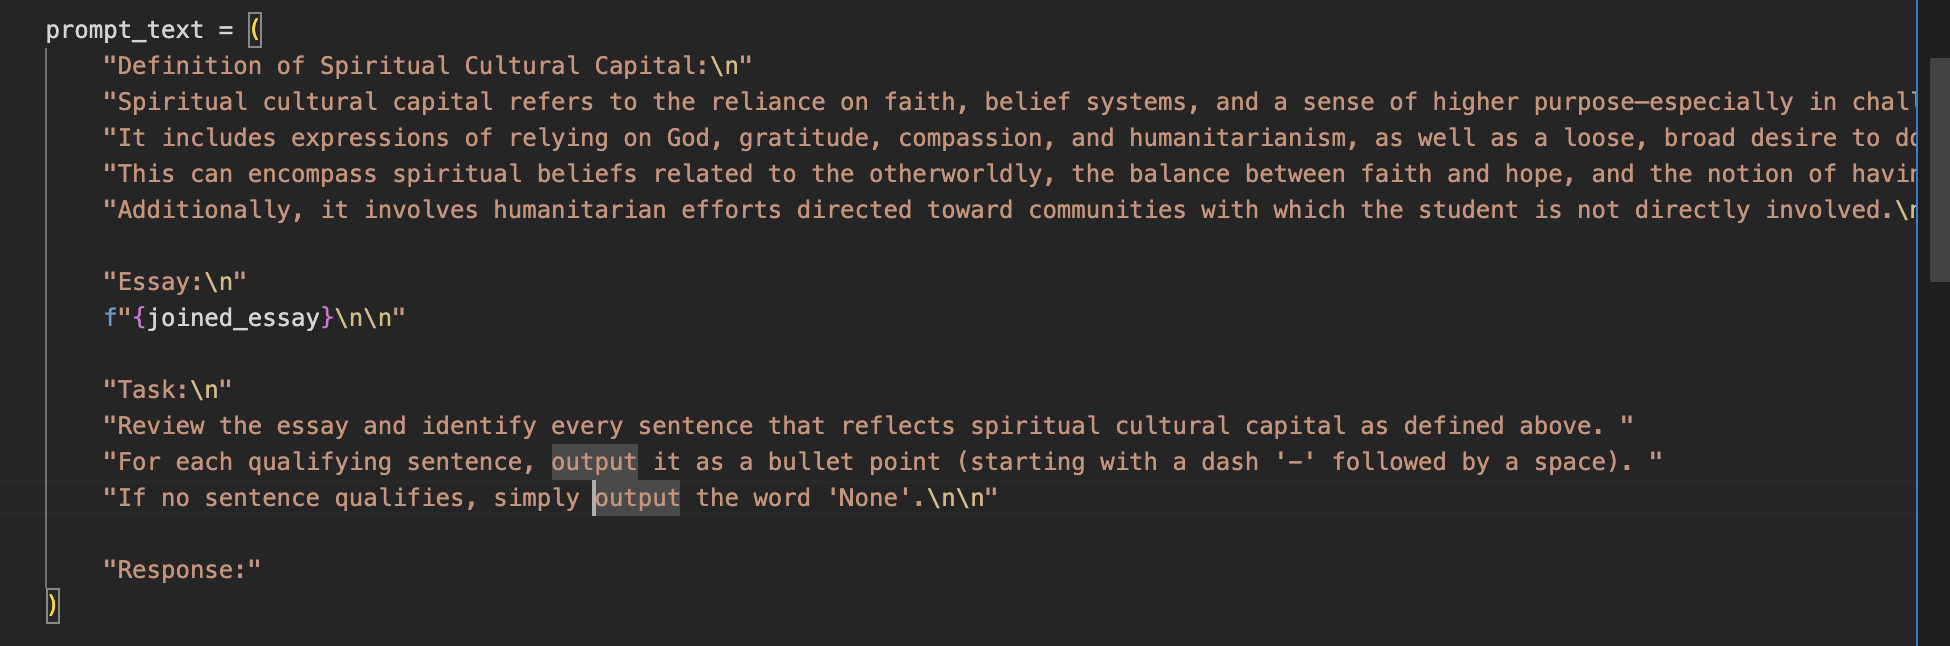 prompt_text = (
"Definition of Spiritual Cultural Capital:\n"
"Spiritual cultural capital refers to the reliance on faith, belief systems, and a sense of higher purpose—especially in
"It includes expressions of relying on God, gratitude, compassion, and humanitarianism, as well as a loose, broad desire to
"This can encompass spiritual beliefs related to the otherworldly, the balance between faith and hope, and the notion of
"Additionally, it involves humanitarian efforts directed toward communities with which the student is not directly involved.\n
"Essay:\n"
f"{joined_essay}\n\n"
"Task:\n"
"Review the essay and identify every sentence that reflects spiritual cultural capital as defined above. "
"For each qualifying sentence, output it as a bullet point (starting with a dash '-' followed by a space). "
"If no sentence qualifies, simply output the word 'None'.\n\n"
"Response:"
)